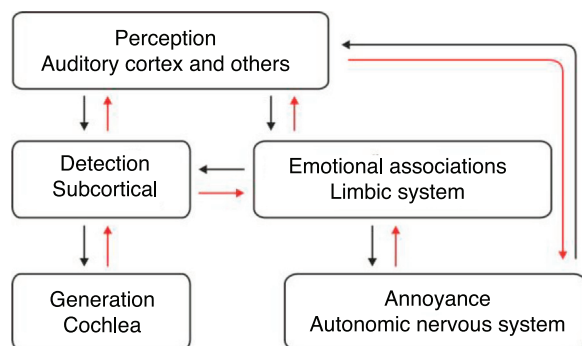 Perception
Auditory cortex and others
Detection
Subcortical
Emotional associations
Limbic system
Generation
Cochlea
Annoyance
Autonomic nervous system